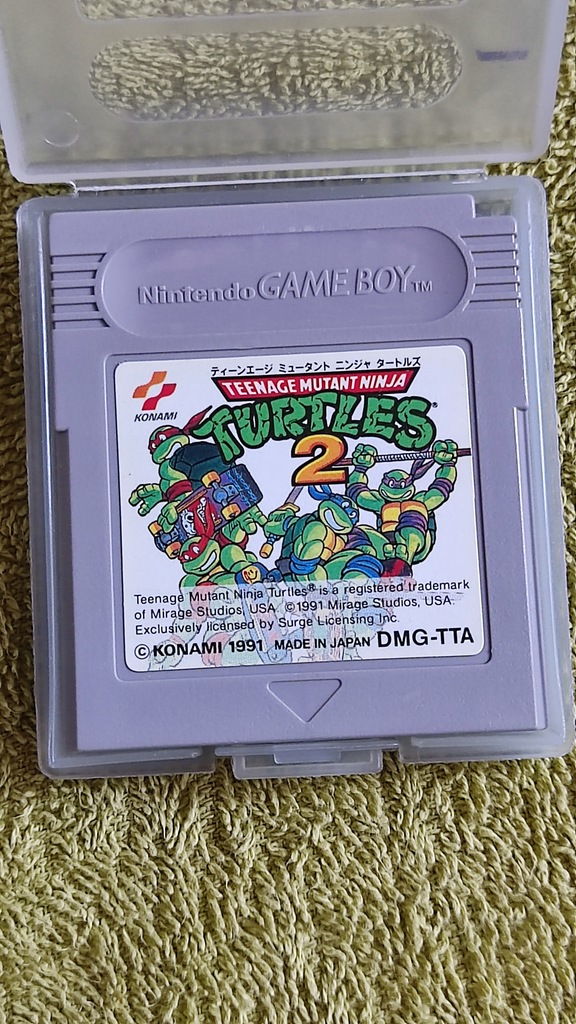 Nintendo GAME BOY™
ティーンエージ ミュータント ニンジャ タートルズ
TEENAGE MUTANT NINJA
TURTLES®
2
KONAMI
Teenage Mutant Ninja Turtles® is a registered trademark
of Mirage Studios, USA. ©1991 Mirage Studios, USA.
Exclusively licensed by Surge Licensing Inc.
© KONAMI 1991 MADE IN JAPAN DMG-TTA